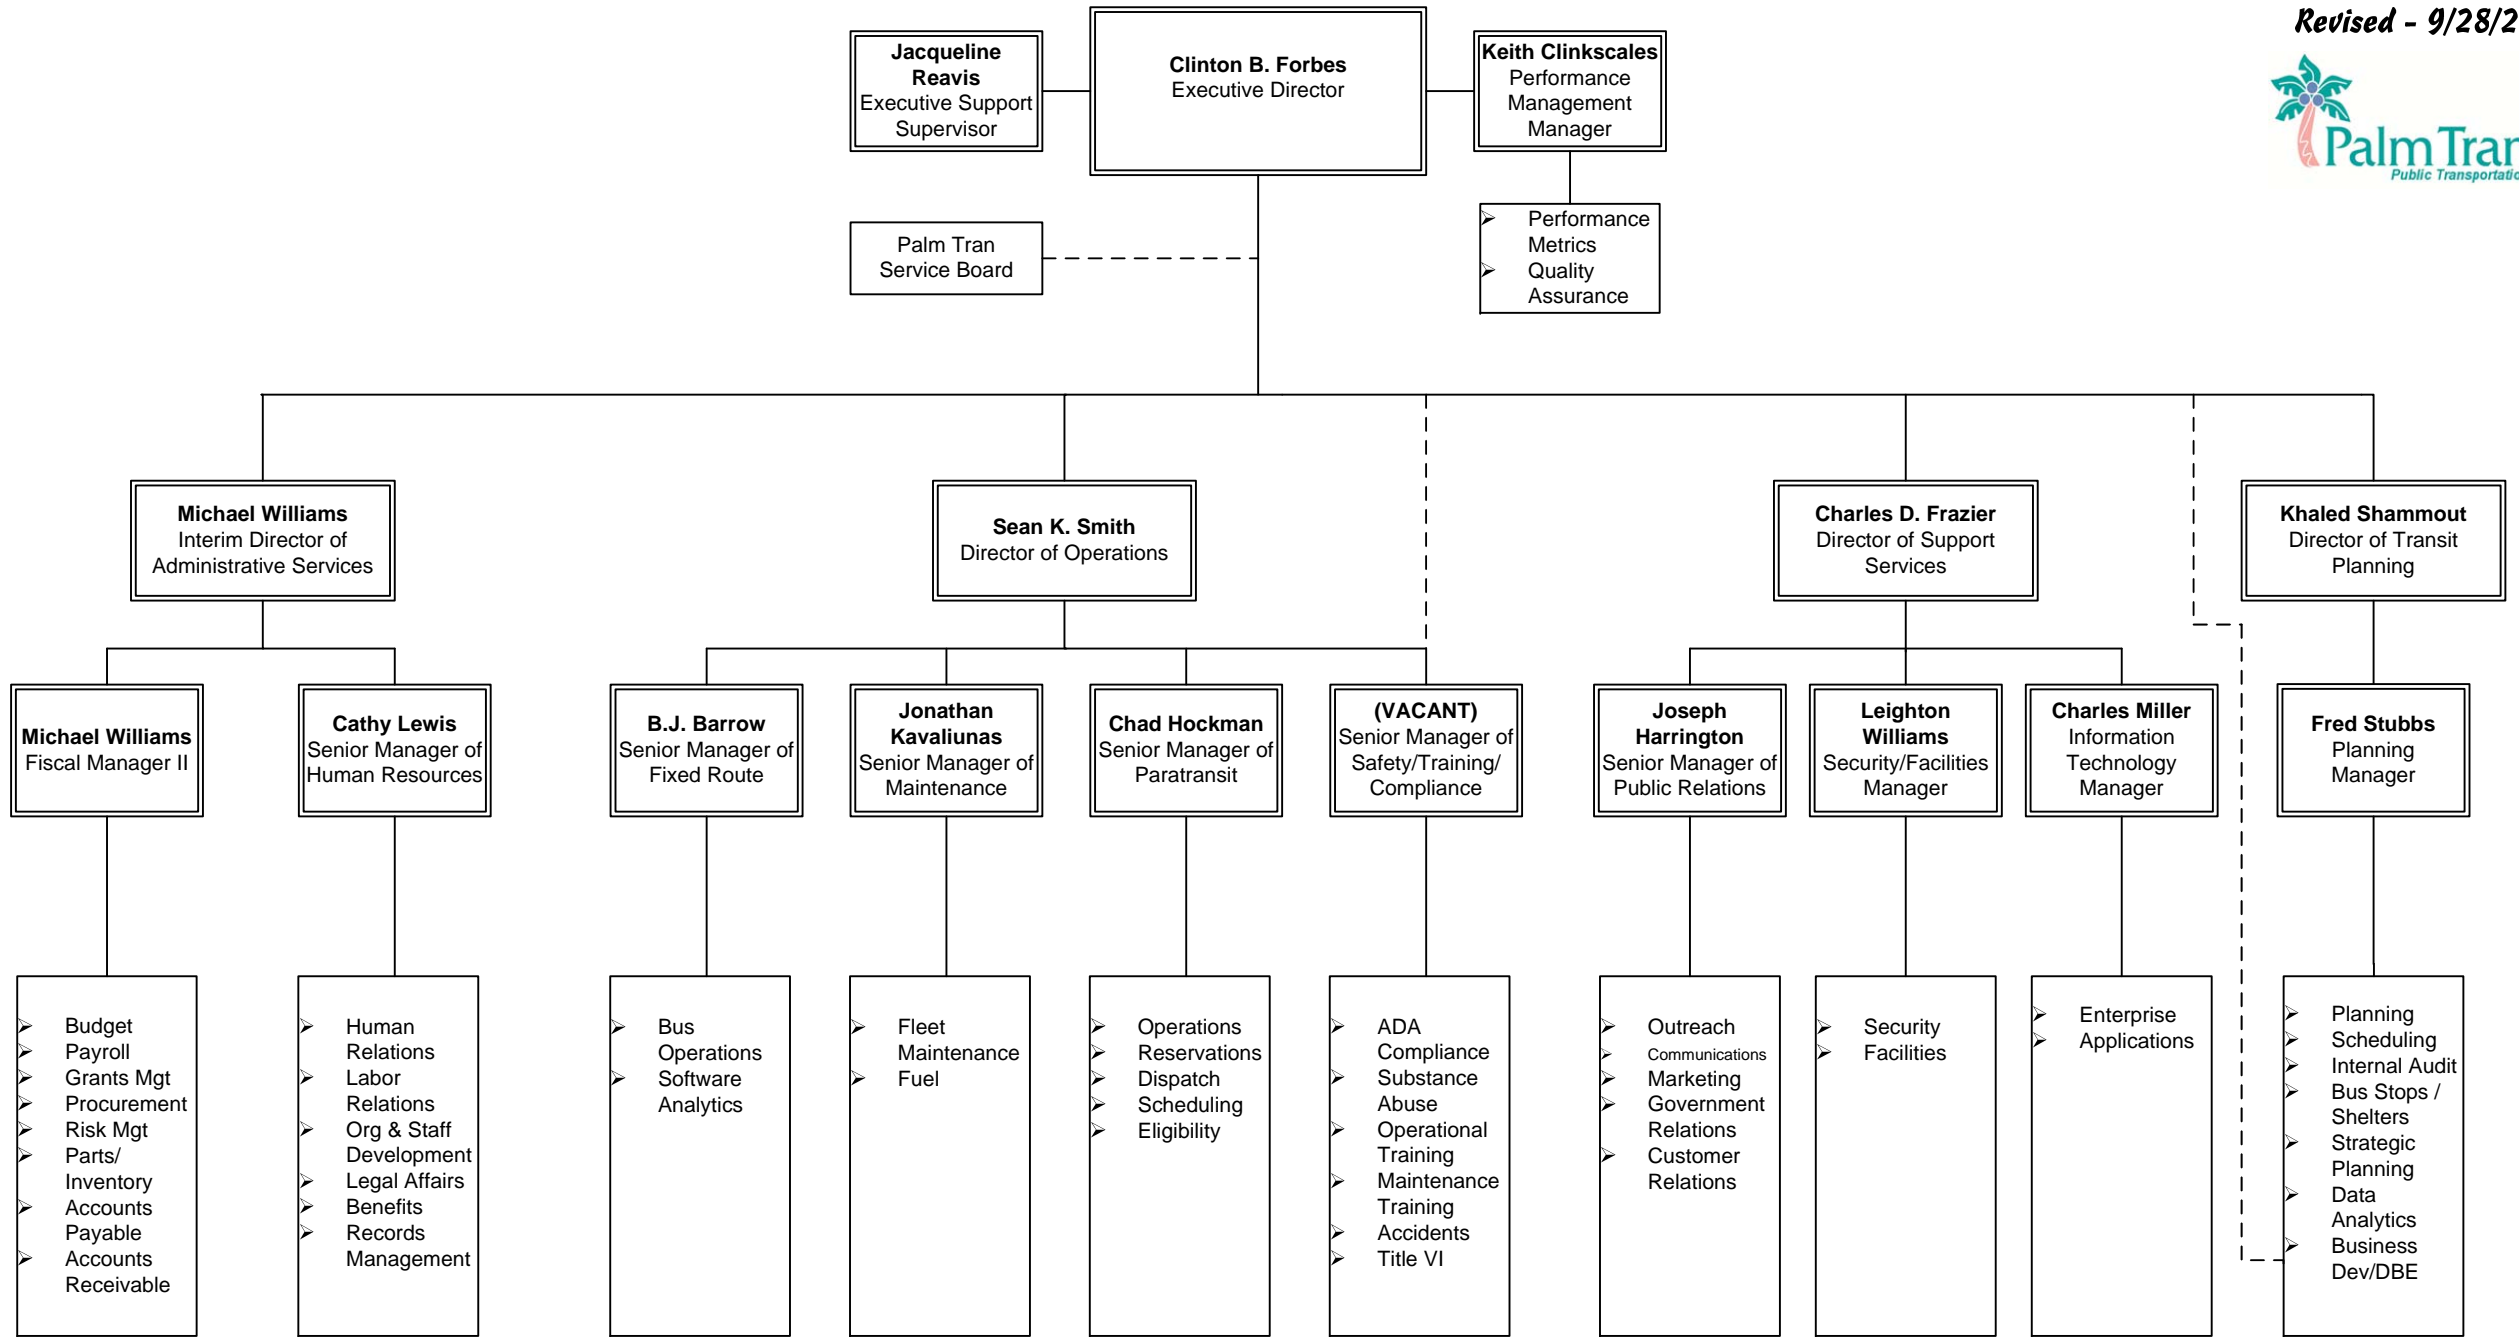 Revised - 9/28/2
Palm Tran
Public Transportatio
Jacqueline
Reavis
Executive Support
Supervisor
Clinton B. Forbes
Executive Director
Keith Clinkscales
Performance
Management
Manager
Palm Tran
Service Board
Performance
Metrics
Quality
Assurance
Michael Williams
Interim Director of
Administrative Services
Sean K. Smith
Director of Operations
Charles D. Frazier
Director of Support
Services
Khaled Shammout
Director of Transit
Planning
Michael Williams
Fiscal Manager II
Cathy Lewis
Senior Manager of
Human Resources
B.J. Barrow
Senior Manager of
Fixed Route
Jonathan
Kavaliunas
Senior Manager of
Maintenance
Chad Hockman
Senior Manager of
Paratransit
(VACANT)
Senior Manager of
Safety/Training/
Compliance
Joseph
Harrington
Senior Manager of
Public Relations
Leighton
Williams
Security/Facilities
Manager
Charles Miller
Information
Technology
Manager
Fred Stubbs
Planning
Manager
Budget
Payroll
Grants Mgt
Procurement
Risk Mgt
Parts/
Inventory
Accounts
Payable
Accounts
Receivable
Human
Relations
Labor
Relations
Org & Staff
Development
Legal Affairs
Benefits
Records
Management
Bus
Operations
Software
Analytics
Fleet
Maintenance
Fuel
Operations
Reservations
Dispatch
Scheduling
Eligibility
ADA
Compliance
Substance
Abuse
Operational
Training
Maintenance
Training
Accidents
Title VI
Outreach
Communications
Marketing
Government
Relations
Customer
Relations
Security
Facilities
Enterprise
Applications
Planning
Scheduling
Internal Audit
Bus Stops /
Shelters
Strategic
Planning
Data
Analytics
Business
Dev/DBE